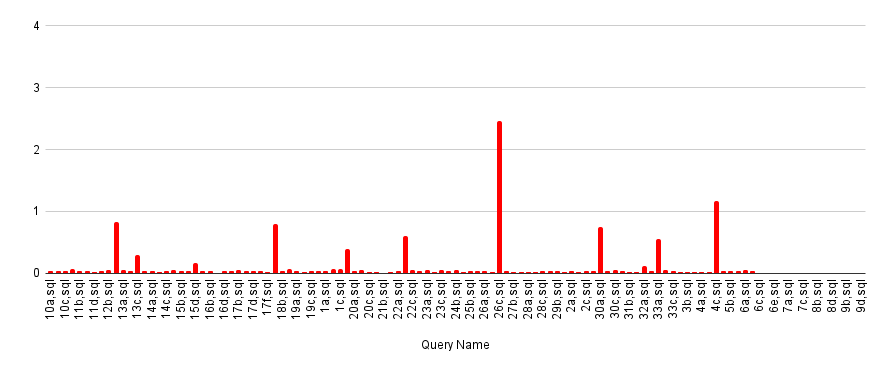 4
3
2
1
0
10a,sql
10c,sql
11b,sql
11d,sql
12b,sql
13a,sql
13c,sql
14a,sql
14c,sql
15b,sql
15d,sql
16b,sql
16d,sql
17b,sql
17d,sql
17f,sql
18b,sql
19a,sql
19c,sql
1a,sql
1c,sql
20a,sql
20c,sql
21b,sql
22a,sql
22c,sql
23a,sql
23c,sql
24b,sql
25b,sql
26a,sql
26c,sql
27b,sql
28a,sql
28c,sql
29b,sql
2a,sql
2c,sql
30a,sql
30c,sql
31b,sql
32a,sql
33a,sql
33c,sql
3b,sql
4a,sql
4c,sql
5b,sql
6a,sql
6c,sql
6e,sql
7a,sql
7c,sql
8b,sql
8d,sql
9b,sql
9d,sql
Query Name